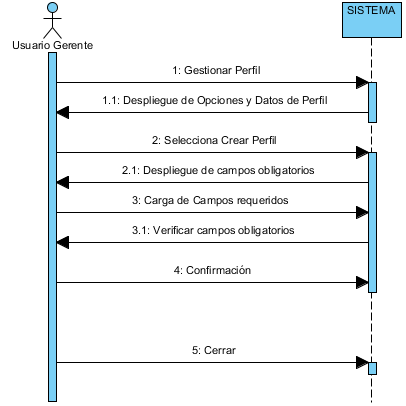 SISTEMA
Usuario Gerente
1: Gestionar Perfil
1.1: Despliegue de Opciones y Datos de Perfil
2: Selecciona Crear Perfil
2.1: Despliegue de campos obligatorios
3: Carga de Campos requeridos
3.1: Verificar campos obligatorios
4: Confirmación
5: Cerrar